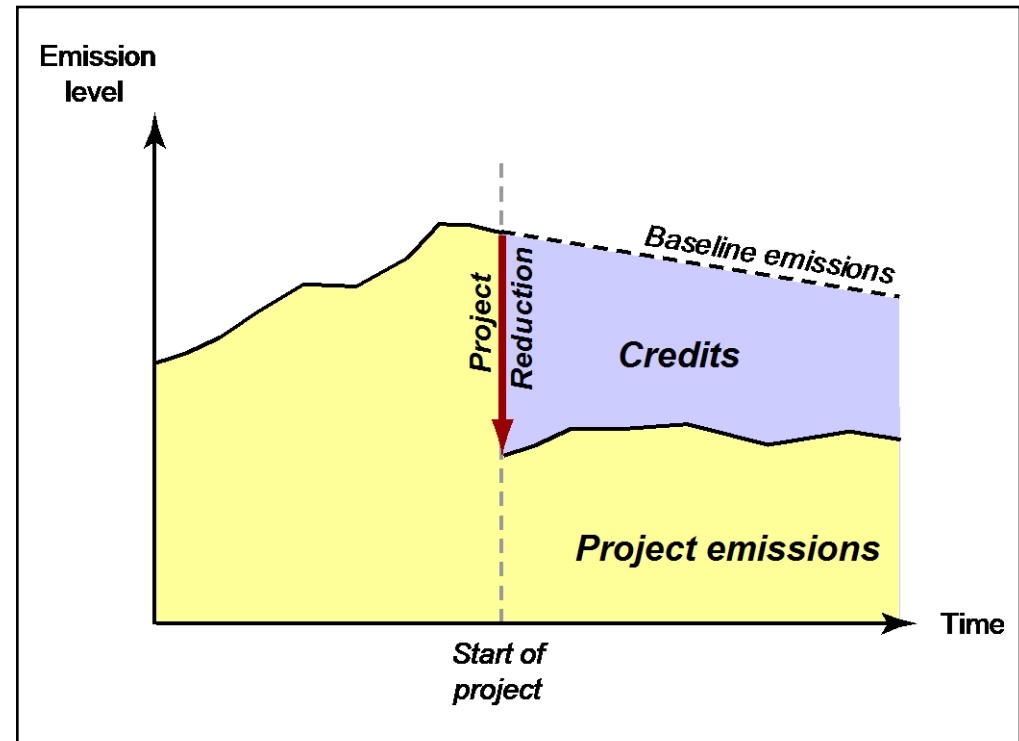 Emission
level
Baseline emissions
Project
Reduction
Credits
Project emissions
Time
Start of
project